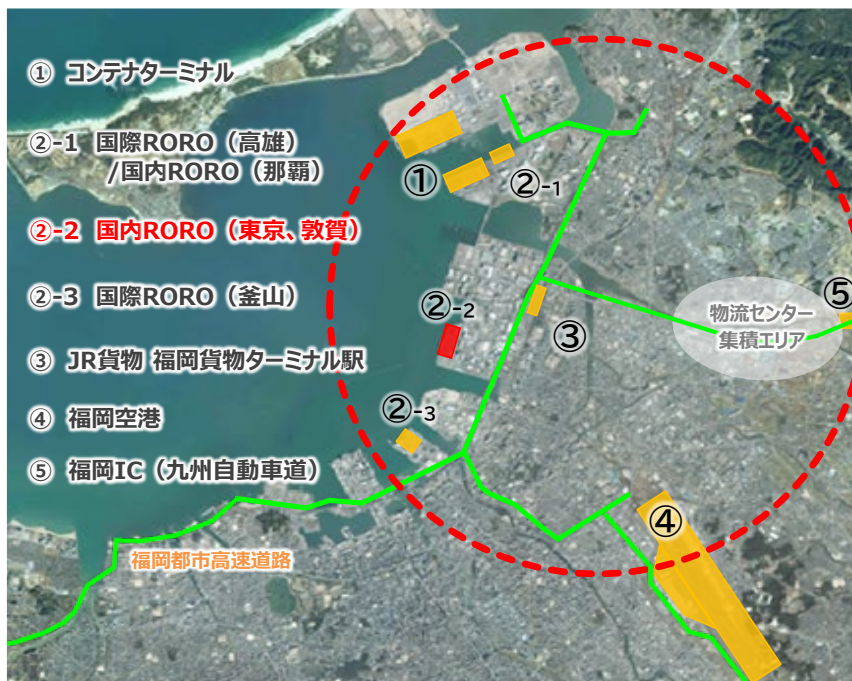 ① コンテナターミナル
②-1 国際RORO（高雄）
/国内RORO（那覇）
②-2 国内RORO（東京、敦賀）
②-3 国際RORO（釜山）
③ JR貨物 福岡貨物ターミナル駅
④ 福岡空港
⑤ 福岡IC（九州自動車道）
①
②-1
②-2
③
②-3
④
⑤
物流センター
集積エリア
福岡都市高速道路